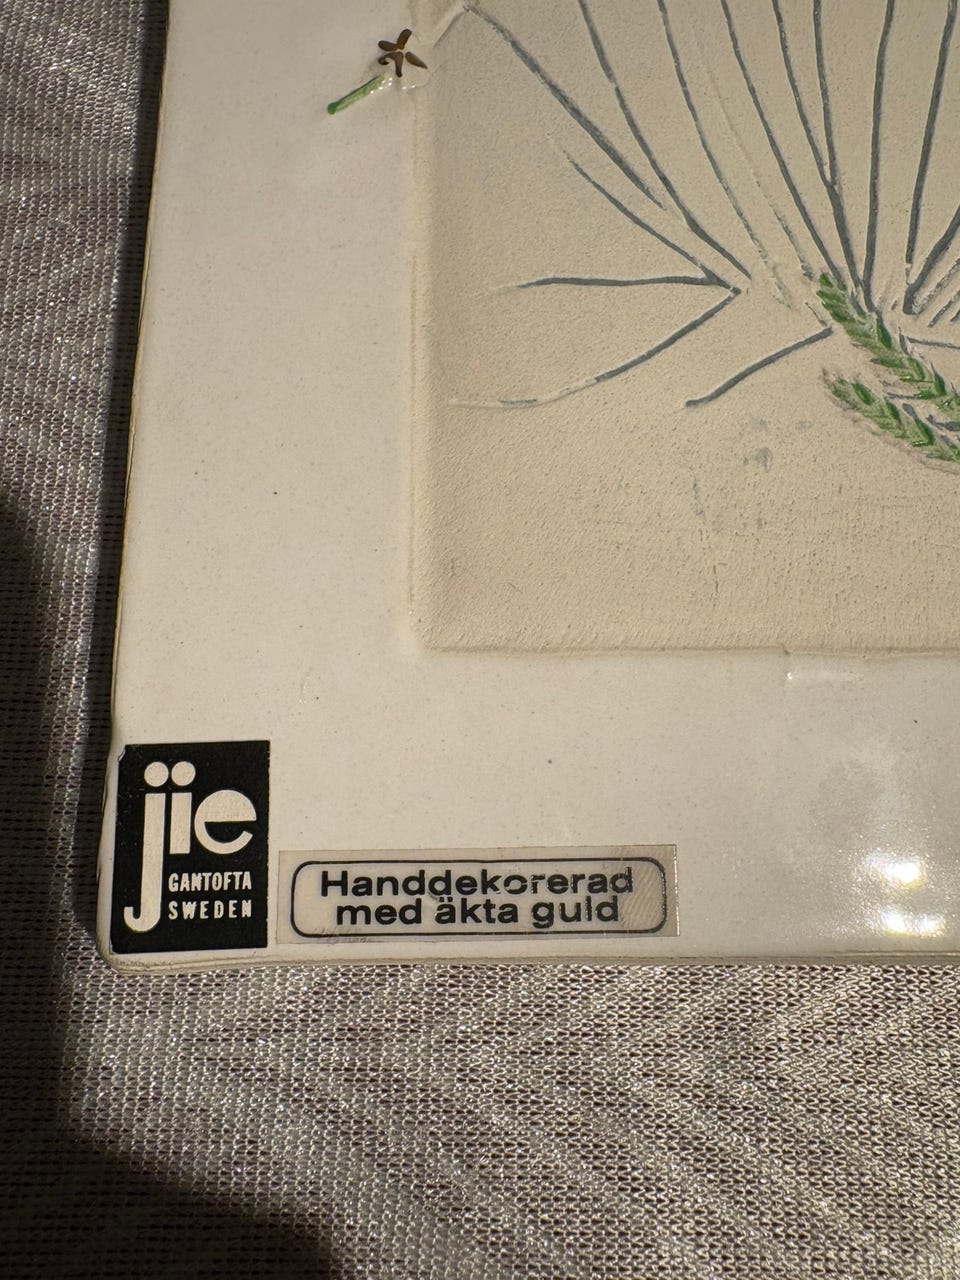 jie
GANTOFTA
SWEDEN
Handdekorerad
med äkta guld